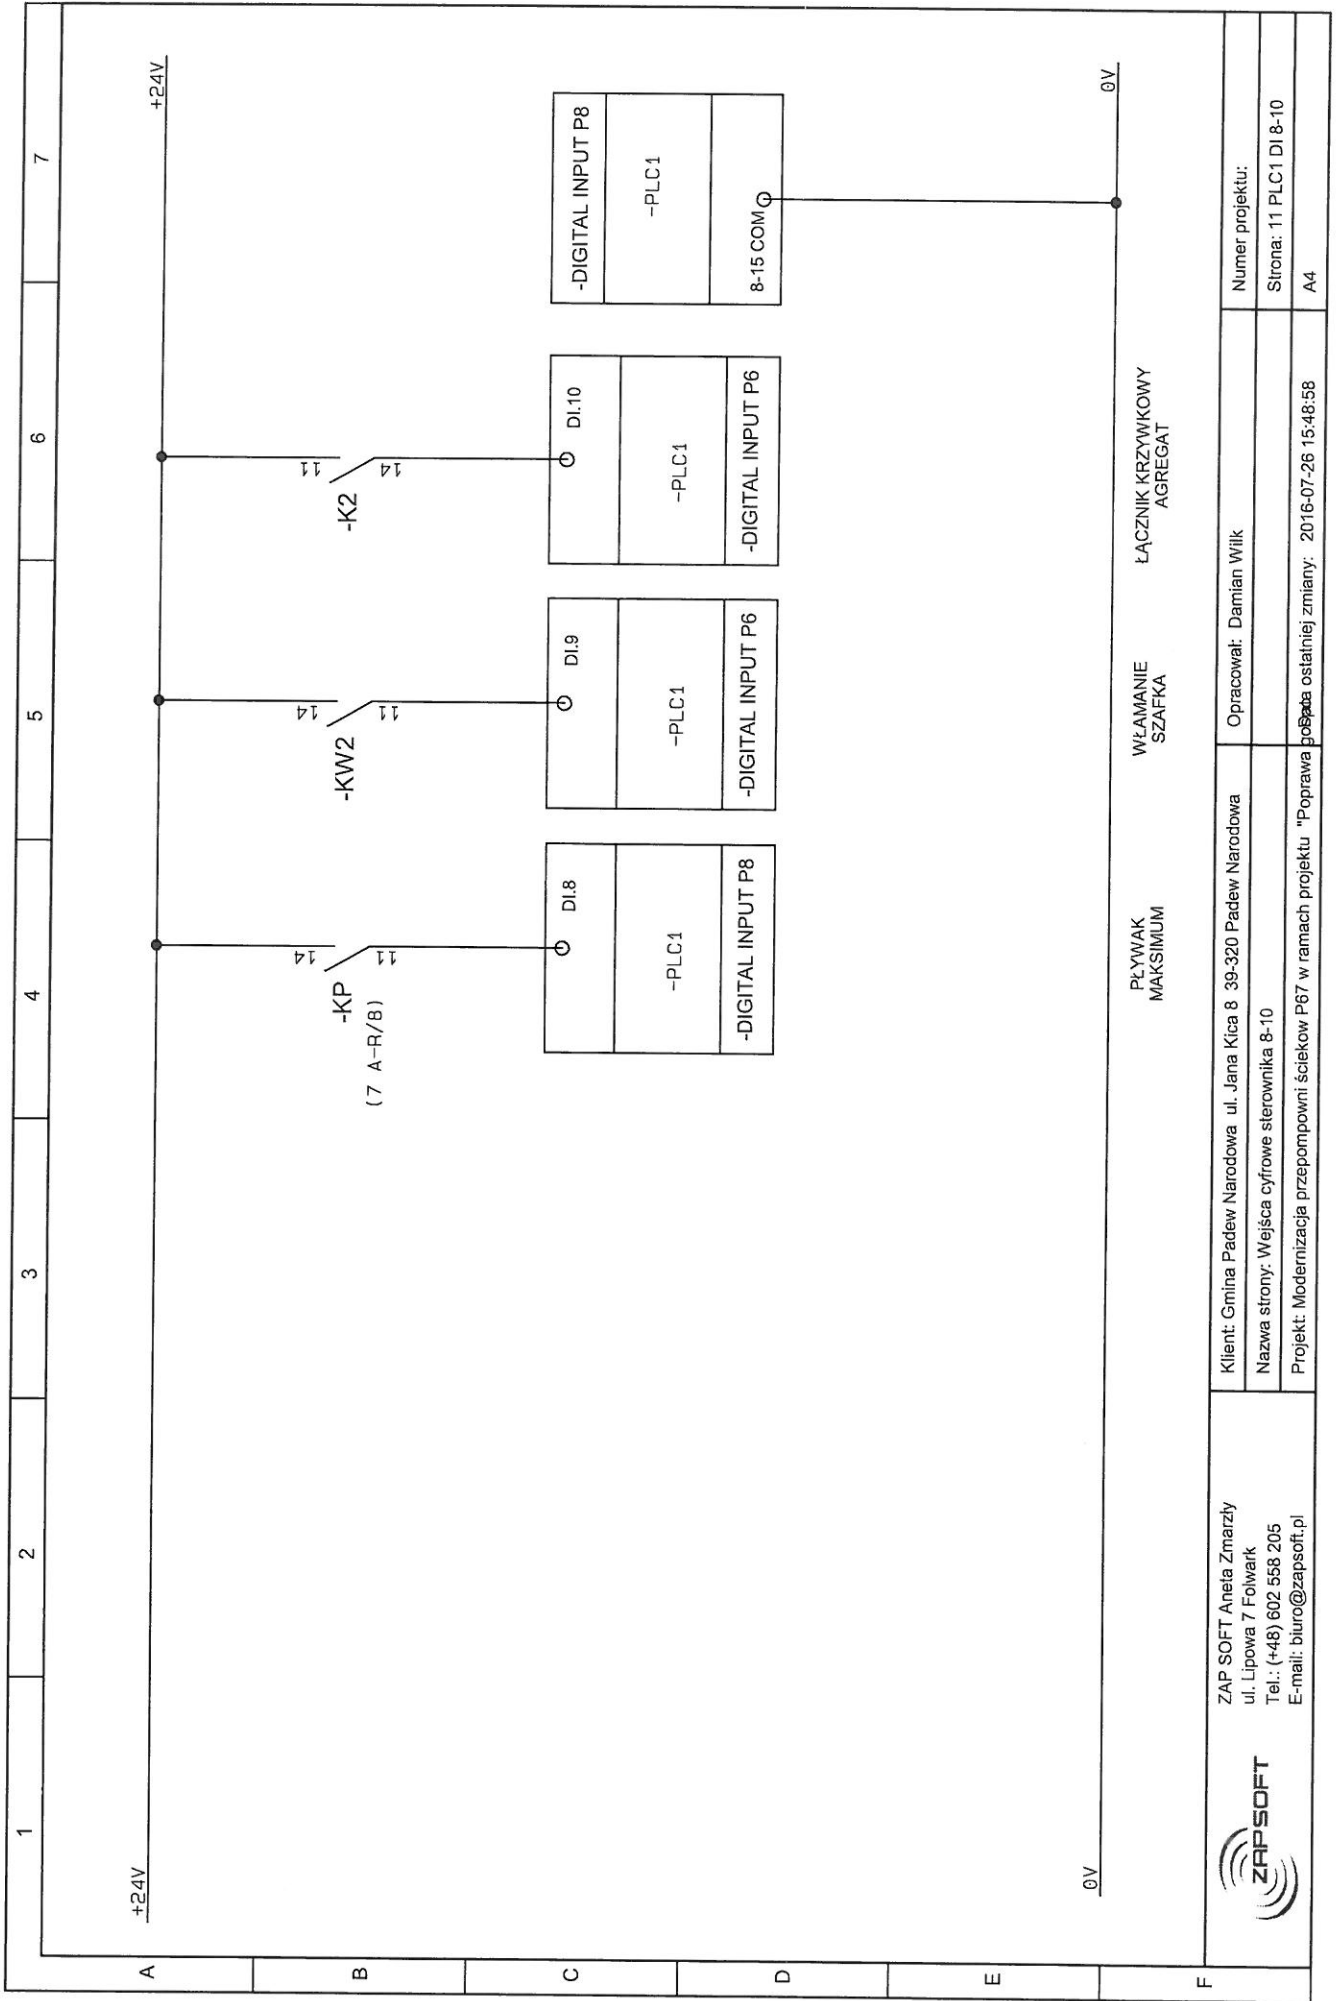 1
2
3
4
5
6
7
A
B
C
D
E
F
+24V
+24V
14
-KP
11
(7 A-R/B)
14
-KW2
11
11
-K2
14
DI.8
-PLC1
-DIGITAL INPUT P8
DI.9
-PLC1
-DIGITAL INPUT P6
DI.10
-PLC1
-DIGITAL INPUT P6
-DIGITAL INPUT P8
-PLC1
8-15 COM
0V
0V
PŁYWAK
MAKSIMUM
WŁAMANIE
SZAFKA
ŁĄCZNIK KRZYWKOWY
AGREGAT
ZAPSOFT
ZAP SOFT Aneta Zmarzły
ul. Lipowa 7 Folwark
Tel.: (+48) 602 558 205
E-mail: biuro@zapsoft.pl
Klient: Gmina Padew Narodowa ul. Jana Kica 8 39-320 Padew Narodowa
Opracował: Damian Wilk
Numer projektu:
Nazwa strony: Wejśca cyfrowe sterownika 8-10
Strona: 11 PLC1 DI 8-10
Projekt: Modernizacja przepompowni ściekow P67 w ramach projektu "Poprawa
ostatniej zmiany: 2016-07-26 15:48:58
A4